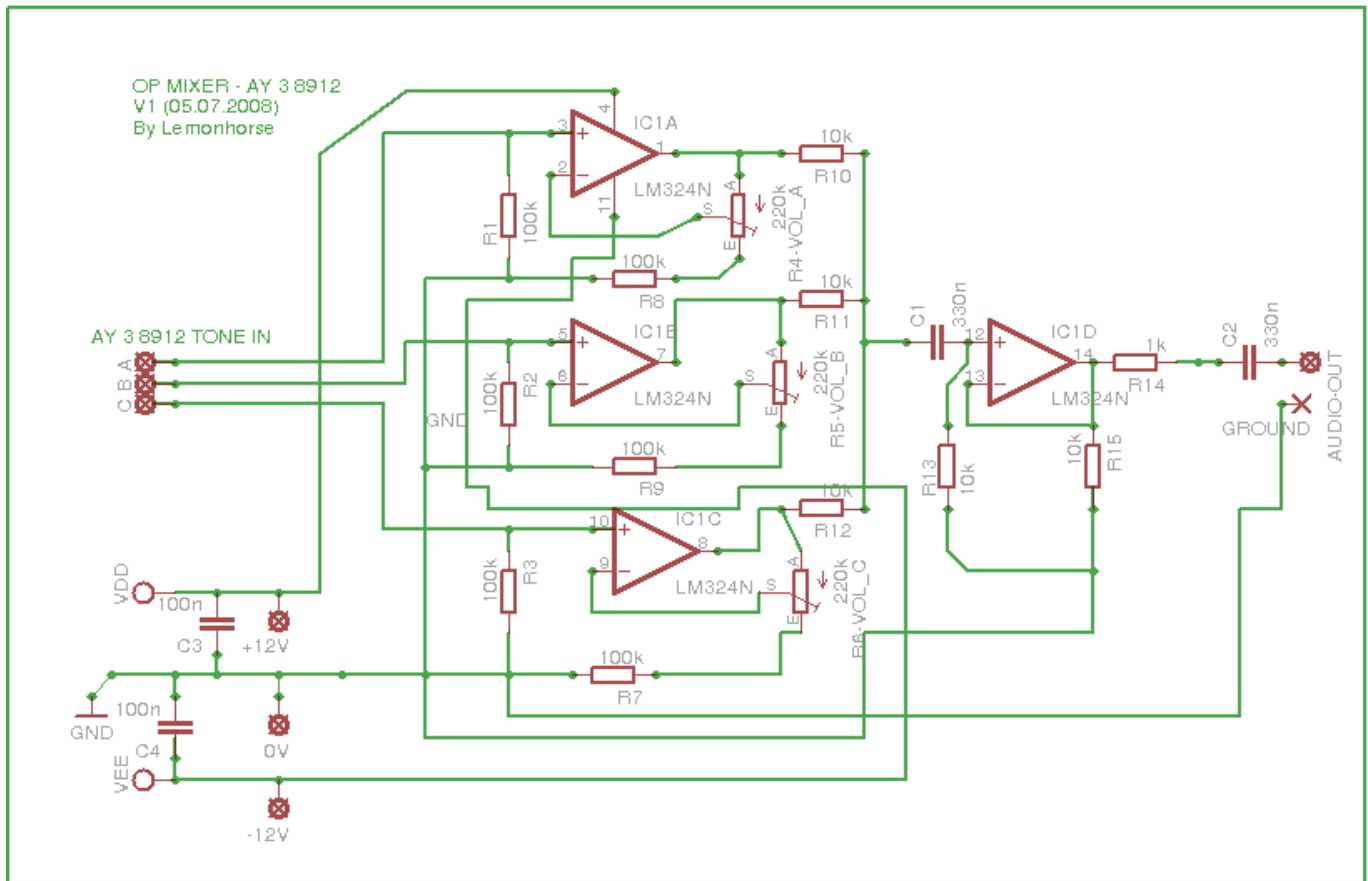 OP MIXER - AY 3 8912
V1 (05.07.2008)
By Lemonhorse
4
IC1A
3
+
1
2
-
LM324N
11
10k
R10
R1
100k
A
S
E
220k
R4-VOL_A
100k
R8
10k
R11
AY 3 8912 TONE IN
A
B
C
5
+
IC1B
7
6
-
LM324N
R2
100k
GND
A
S
E
220k
R5-VOL_B
100k
R9
C1
330n
12
+
IC1D
14
13
-
LM324N
1k
R14
C2
330n
AUDIO-OUT
GROUND
R13
10k
10k
R15
10k
R12
10
+
IC1C
8
9
-
LM324N
R3
100k
A
S
E
220k
R6-VOL_C
100k
R7
VDD
100n
C3
+12V
GND
100n
C4
0V
VEE
-12V